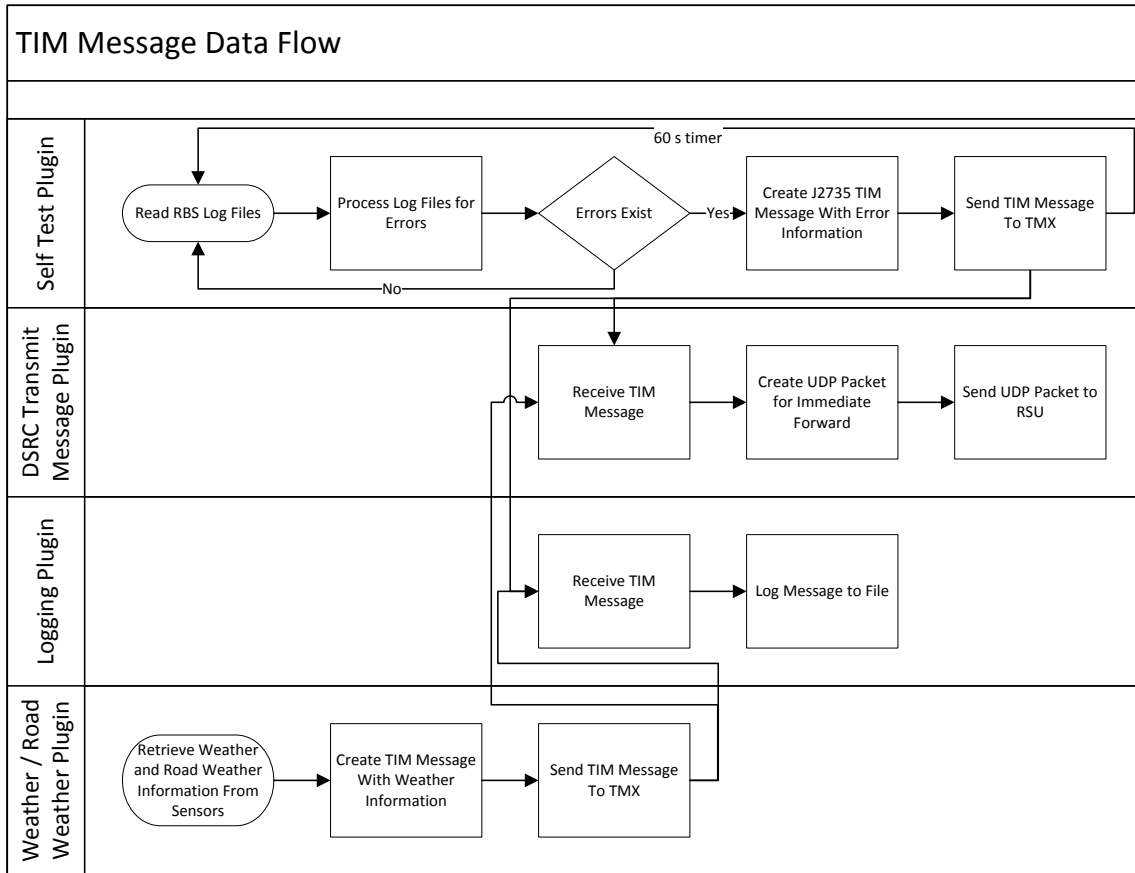 TIM Message Data Flow
Self Test Plugin
60 s timer
Read RBS Log Files
Process Log Files for
Errors
Errors Exist
Yes
Create J2735 TIM
Message With Error
Information
Send TIM Message
To TMX
No
DSRC Transmit
Message Plugin
Receive TIM
Message
Create UDP Packet
for Immediate
Forward
Send UDP Packet to
RSU
Logging Plugin
Receive TIM
Message
Log Message to File
Weather / Road
Weather Plugin
Retrieve Weather
and Road Weather
Information From
Sensors
Create TIM Message
With Weather
Information
Send TIM Message
To TMX